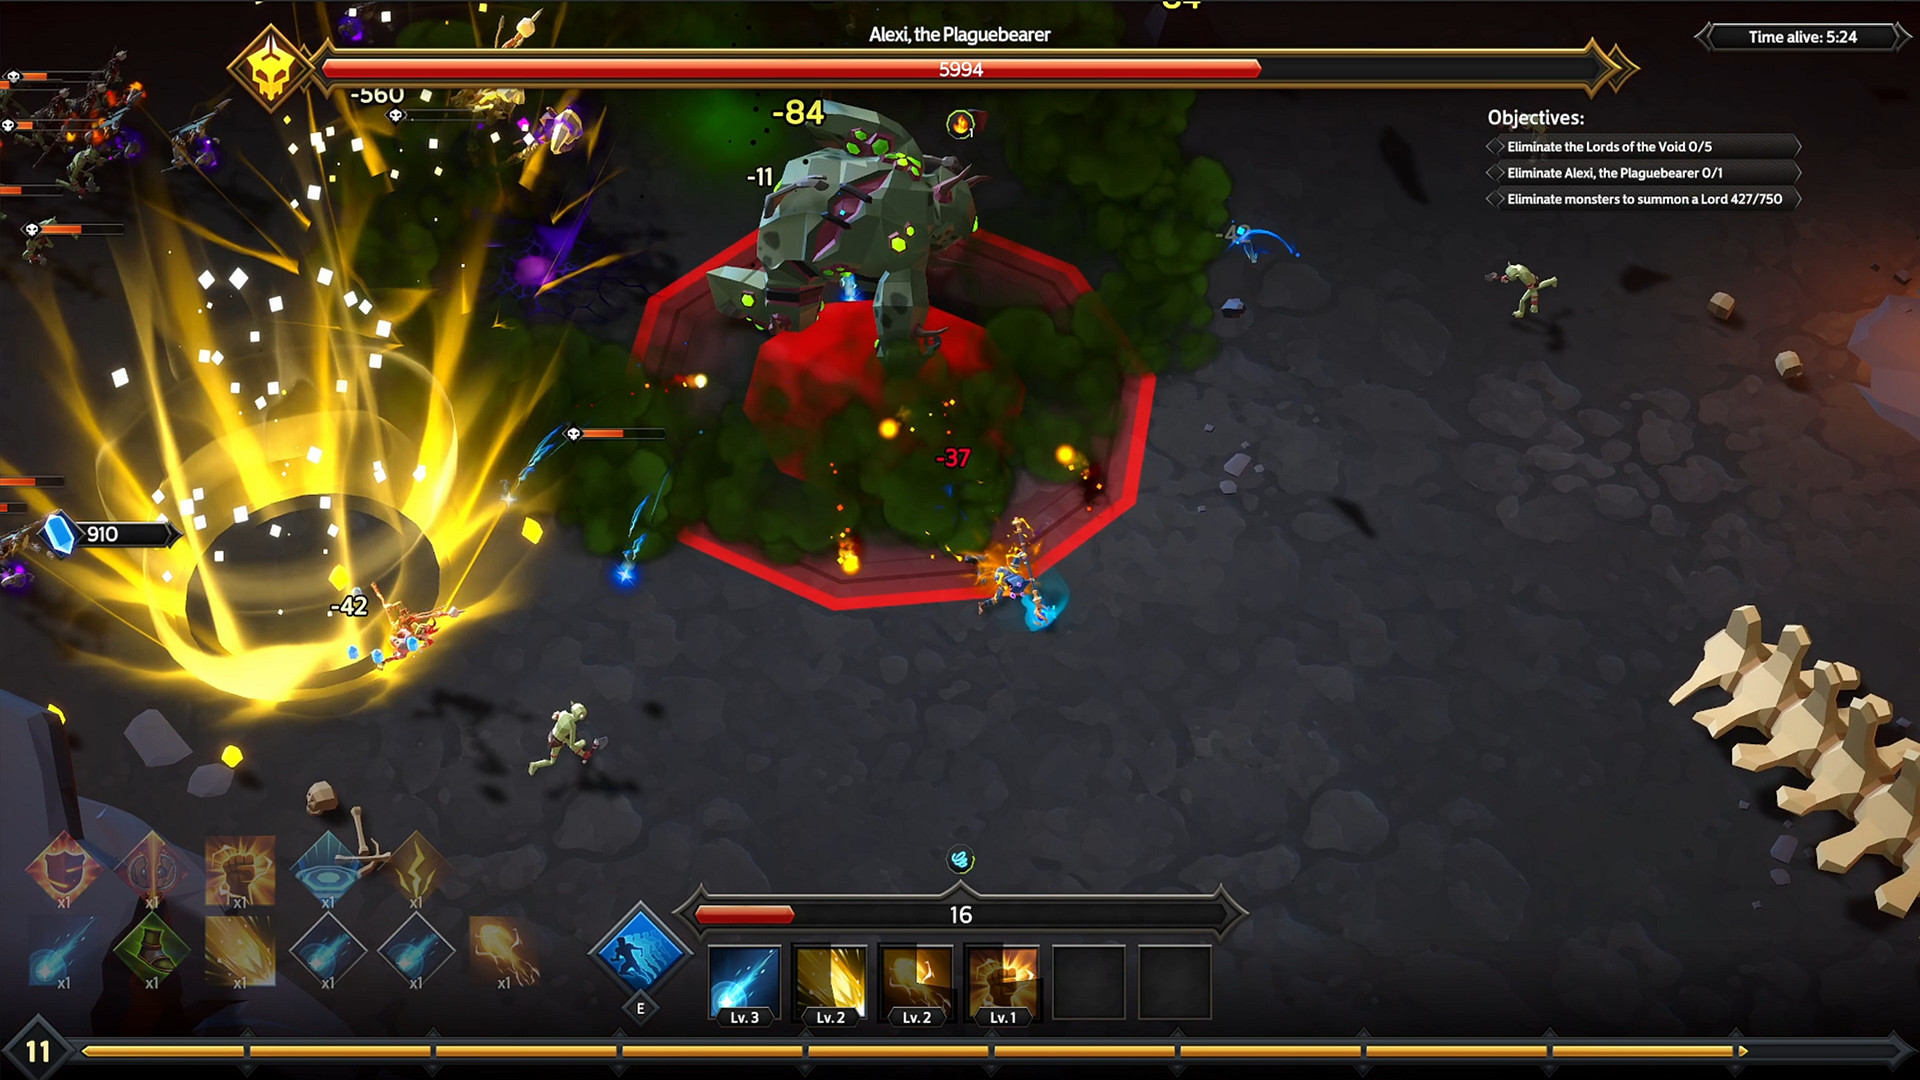 Alexi, the Plaguebearer
5994
Time alive: 5:24
-560
-84
-11
1
Objectives:
Eliminate the Lords of the Void 0/5
Eliminate Alexi, the Plaguebearer 0/1
Eliminate monsters to summon a Lord 427/750
-42
-37
910
-42
x1 x1 x1 x1 x1
x1 x1 x1 x1 x1 x1
16
E
Lv.3 Lv.2 Lv.2 Lv.1
11